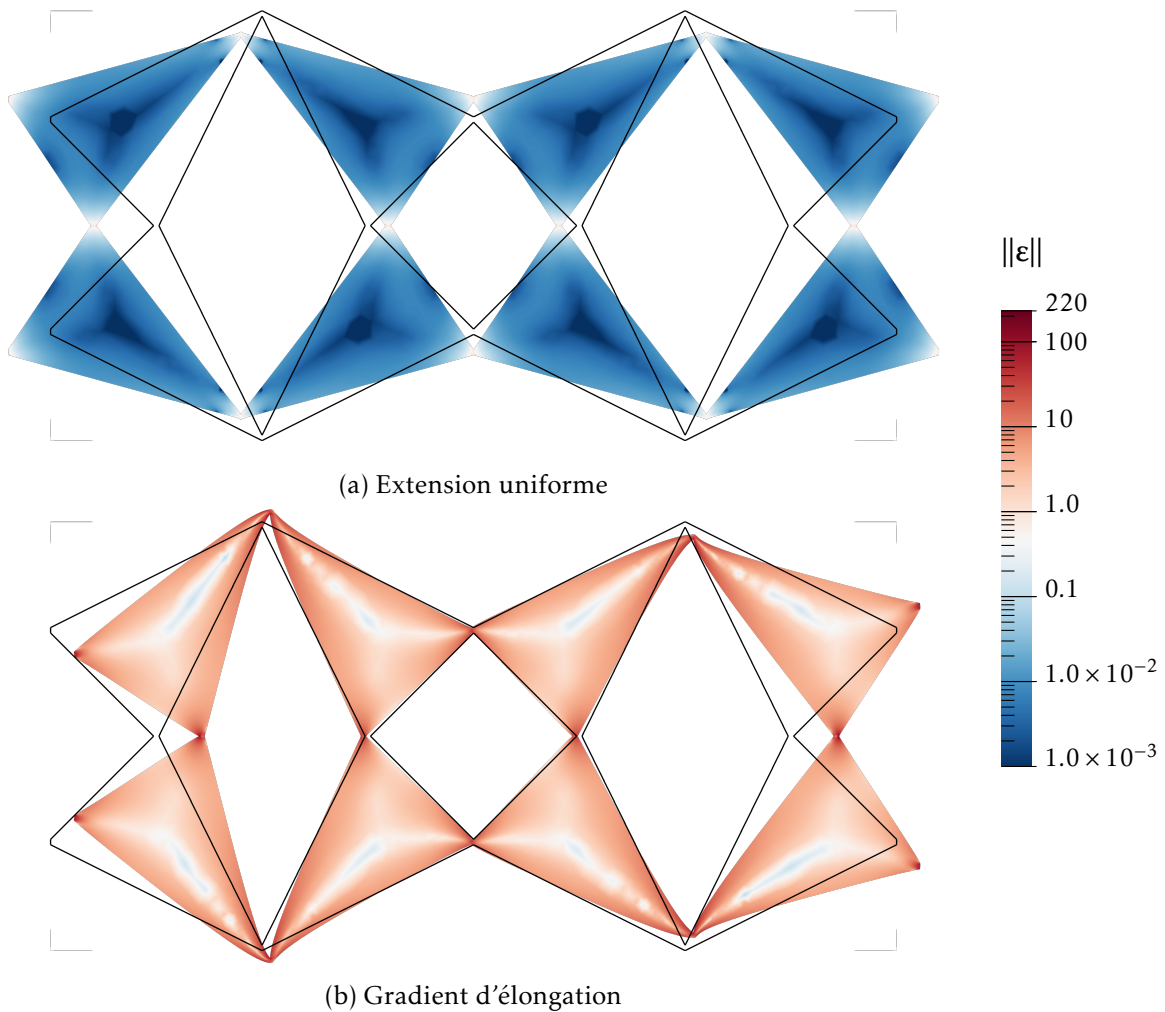 (a) Extension uniforme
||ε||
220
100
10
1.0
0.1
1.0 × 10⁻²
1.0 × 10⁻³
(b) Gradient d’élongation